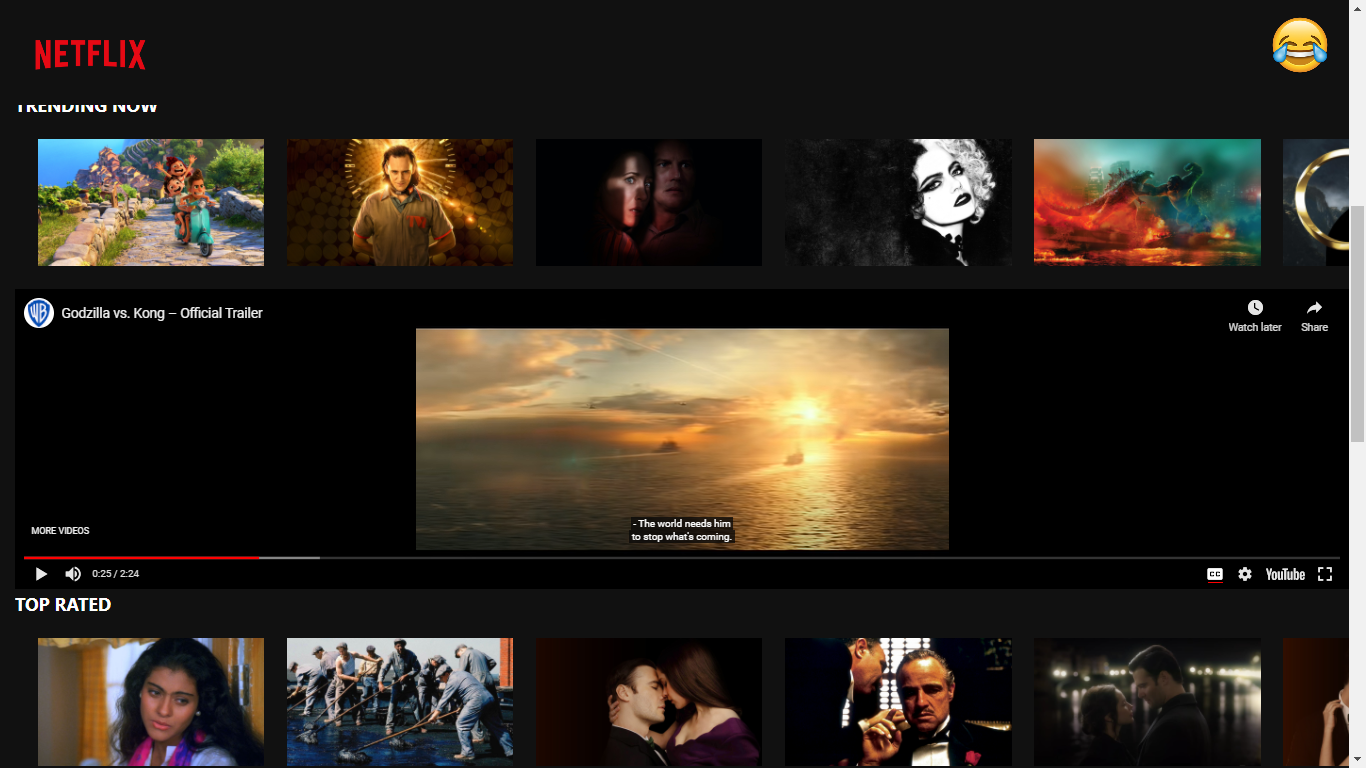 NETFLIX
TRENDING NOW
Godzilla vs. Kong – Official Trailer
Watch later
Share
- The world needs him
to stop what's coming.
MORE VIDEOS
0:25 / 2:24
CC
YouTube
TOP RATED